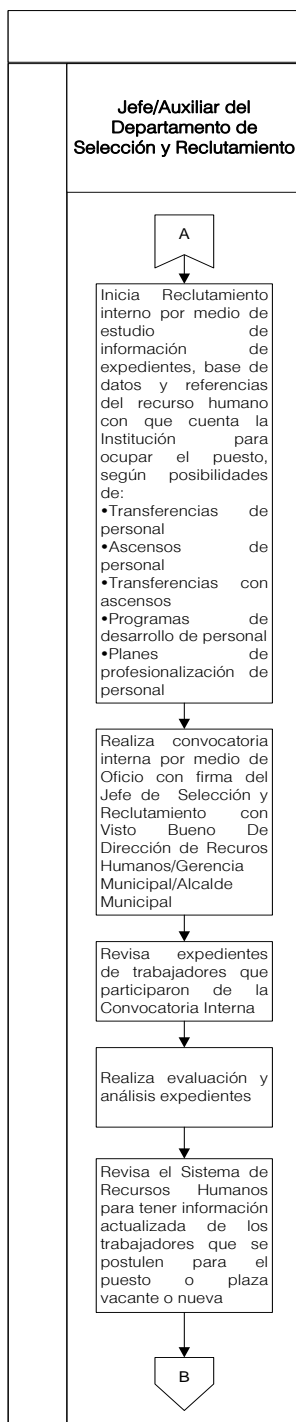 Jefe/Auxiliar del
Departamento de
Selección y Reclutamiento
A
Inicia Reclutamiento
interno por medio de
estudio de
información de
expedientes, base de
datos y referencias
del recurso humano
con que cuenta la
Institución para
ocupar el puesto,
según posibilidades
de:
•Transferencias de
personal
•Ascensos de
personal
•Transferencias con
ascensos
•Programas de
desarrollo de personal
•Planes de
profesionalización de
personal
Realiza convocatoria
interna por medio de
Oficio con firma del
Jefe de Selección y
Reclutamiento con
Visto Bueno De
Dirección de Recuros
Humanos/Gerencia
Municipal/Alcalde
Municipal
Revisa expedientes
de trabajadores que
participaron de la
Convocatoria Interna
Realiza evaluación y
análisis expedientes
Revisa el Sistema de
Recursos Humanos
para tener información
actualizada de los
trabajadores que se
postulen para el
puesto o plaza
vacante o nueva
B